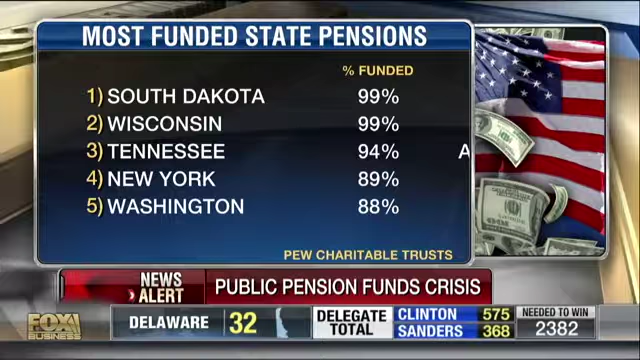 MOST FUNDED STATE PENSIONS
% FUNDED
1) SOUTH DAKOTA 99%
2) WISCONSIN 99%
3) TENNESSEE 94%
A
4) NEW YORK 89%
5) WASHINGTON 88%
PEW CHARITABLE TRUSTS
NEWS ALERT
PUBLIC PENSION FUNDS CRISIS
FOX BUSINESS
DELAWARE 32
DELEGATE TOTAL
CLINTON 575
SANDERS 368
NEEDED TO WIN
2382